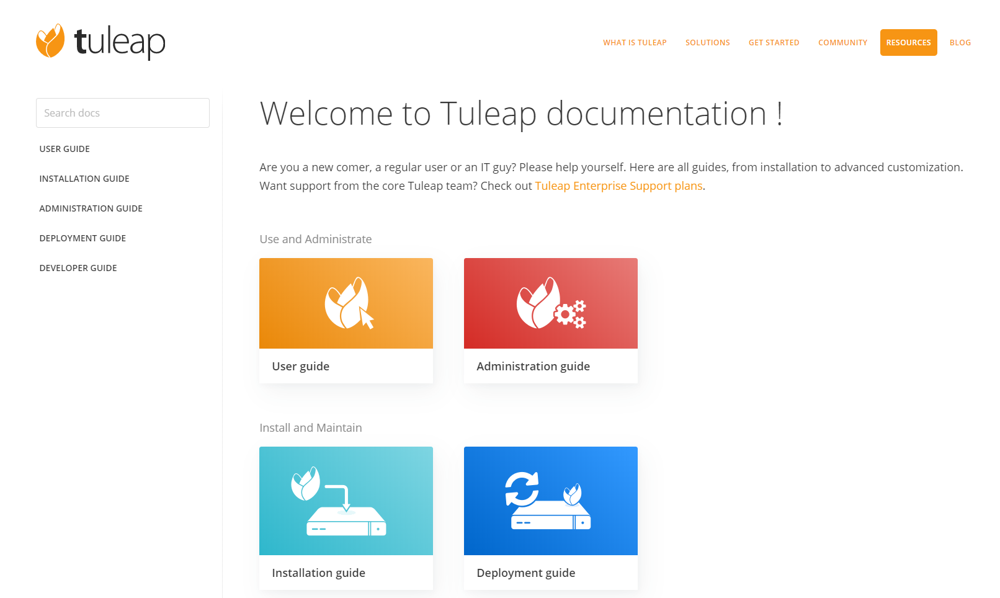 tuleap
WHAT IS TULEAP
SOLUTIONS
GET STARTED
COMMUNITY
RESOURCES
BLOG
Search docs
USER GUIDE
INSTALLATION GUIDE
ADMINISTRATION GUIDE
DEPLOYMENT GUIDE
DEVELOPER GUIDE
Welcome to Tuleap documentation !
Are you a new comer, a regular user or an IT guy? Please help yourself. Here are all guides, from installation to advanced customization.
Want support from the core Tuleap team? Check out Tuleap Enterprise Support plans.
Use and Administrate
User guide
Administration guide
Install and Maintain
Installation guide
Deployment guide